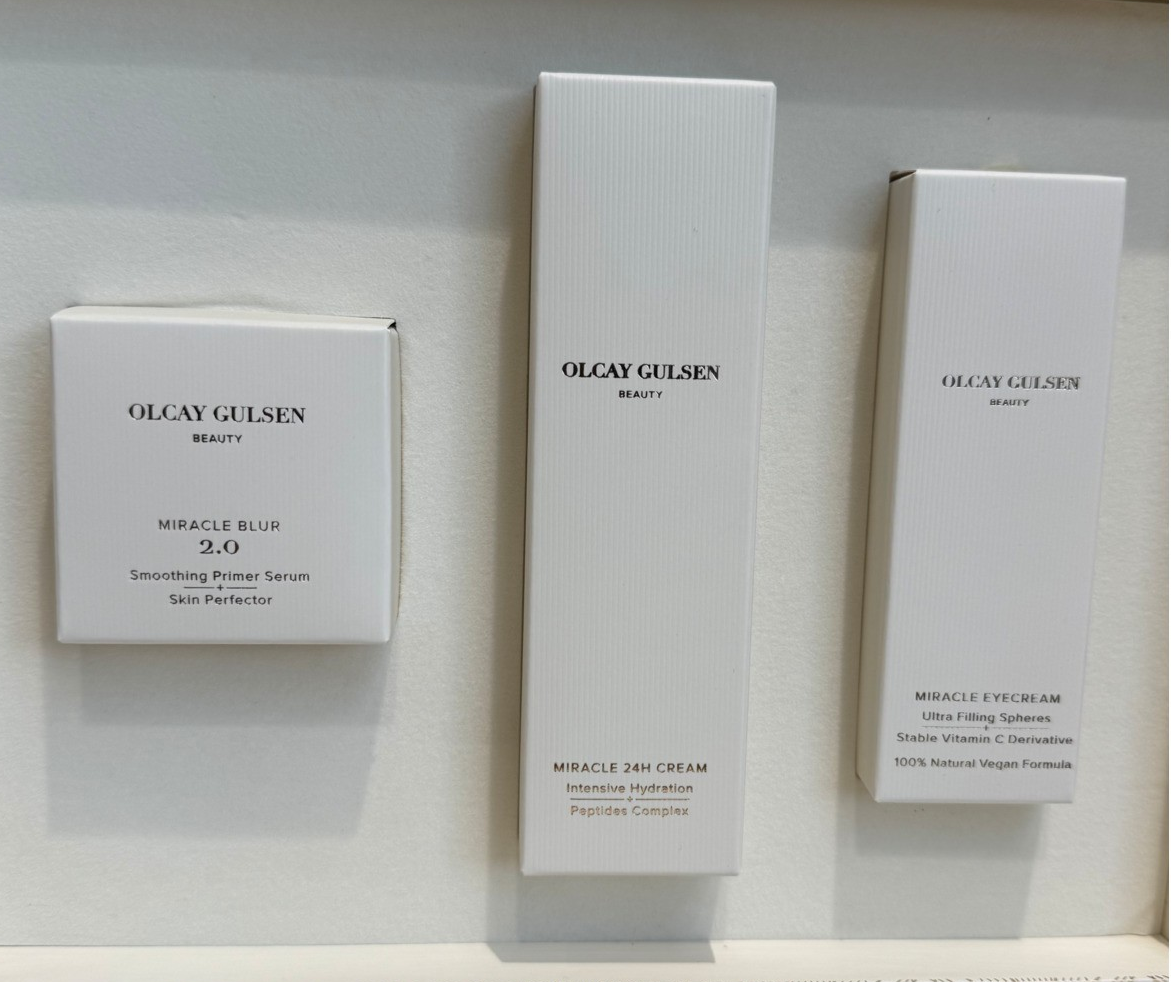 OLCAY GULSEN
BEAUTY
MIRACLE BLUR
2.0
Smoothing Primer Serum
+
Skin Perfector
OLCAY GULSEN
BEAUTY
MIRACLE 24H CREAM
Intensive Hydration
+
Peptides Complex
OLCAY GULSEN
BEAUTY
MIRACLE EYECREAM
Ultra Filling Spheres
+
Stable Vitamin C Derivative
100% Natural Vegan Formula